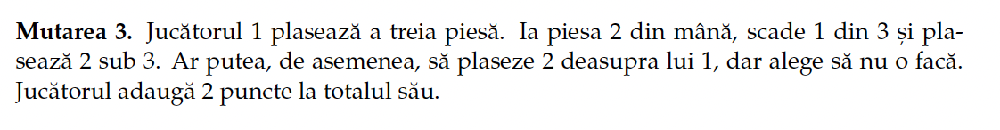 Mutarea 3. Jucătorul 1 plasează a treia piesă. Ia piesa 2 din mână, scade 1 din 3 și pla-
sează 2 sub 3. Ar putea, de asemenea, să plaseze 2 deasupra lui 1, dar alege să nu o facă.
Jucătorul adaugă 2 puncte la totalul său.